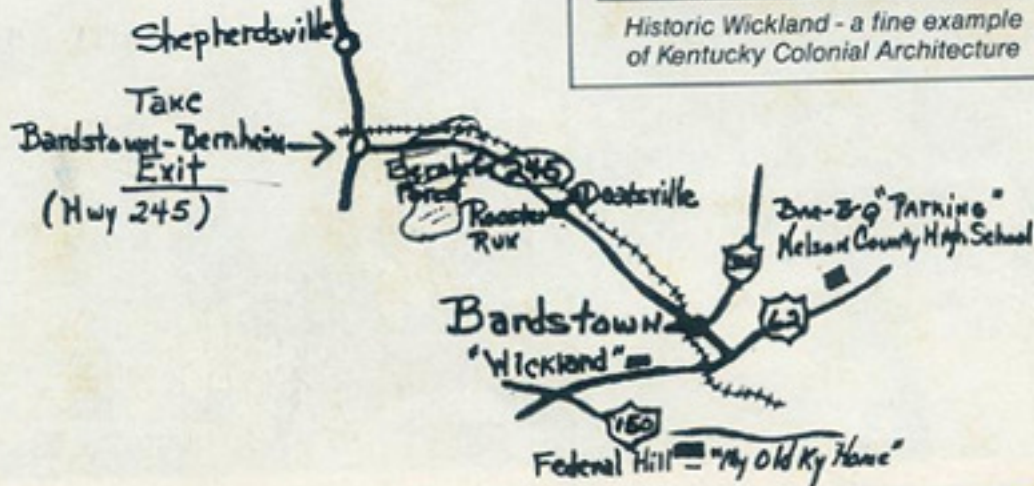 Historic Wickland - a fine example
of Kentucky Colonial Architecture
Shepherdsville
Take
Bardstown-Bernheim
Exit
(Hwy 245)
Forest
245
Deatsville
Rooster
Run
Bar-B-Q "Parking"
Nelson County High School
62
Bardstown
"Wickland"
150
Federal Hill "My Old Ky Home"